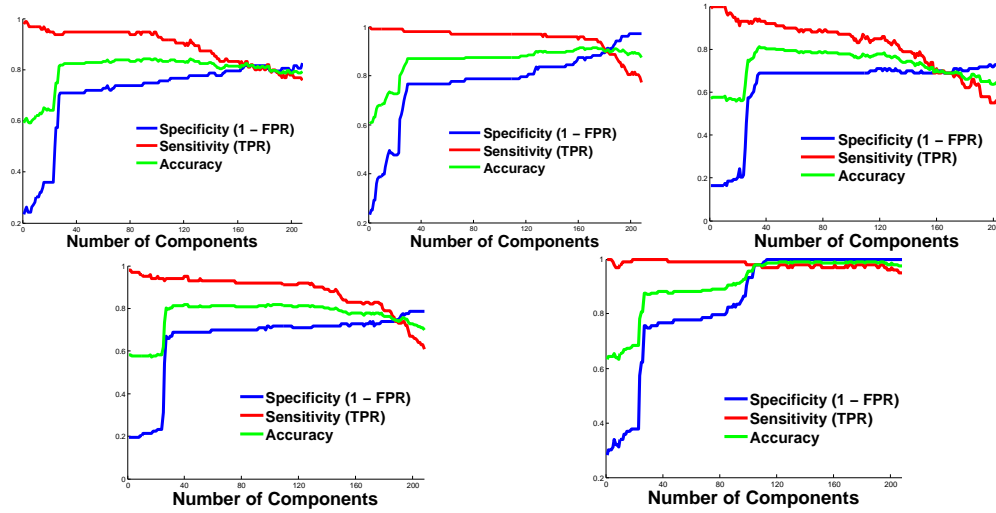 1
0.8
0.6
0.4
0.2
0 40 80 120 160 200
Specificity (1 − FPR)
Sensitivity (TPR)
Accuracy
Number of Components
1
0.8
0.6
0.4
0.2
0 40 80 120 160 200
Specificity (1 − FPR)
Sensitivity (TPR)
Accuracy
Number of Components
1
0.8
0.6
0.4
0.2
0
0 40 80 120 160 200
Specificity (1 − FPR)
Sensitivity (TPR)
Accuracy
Number of Components
1
0.8
0.6
0.4
0.2
0
0 40 80 120 160 200
Specificity (1 − FPR)
Sensitivity (TPR)
Accuracy
Number of Components
1
0.8
0.6
0.4
0.2
0 40 80 120 160 200
Specificity (1 − FPR)
Sensitivity (TPR)
Accuracy
Number of Components